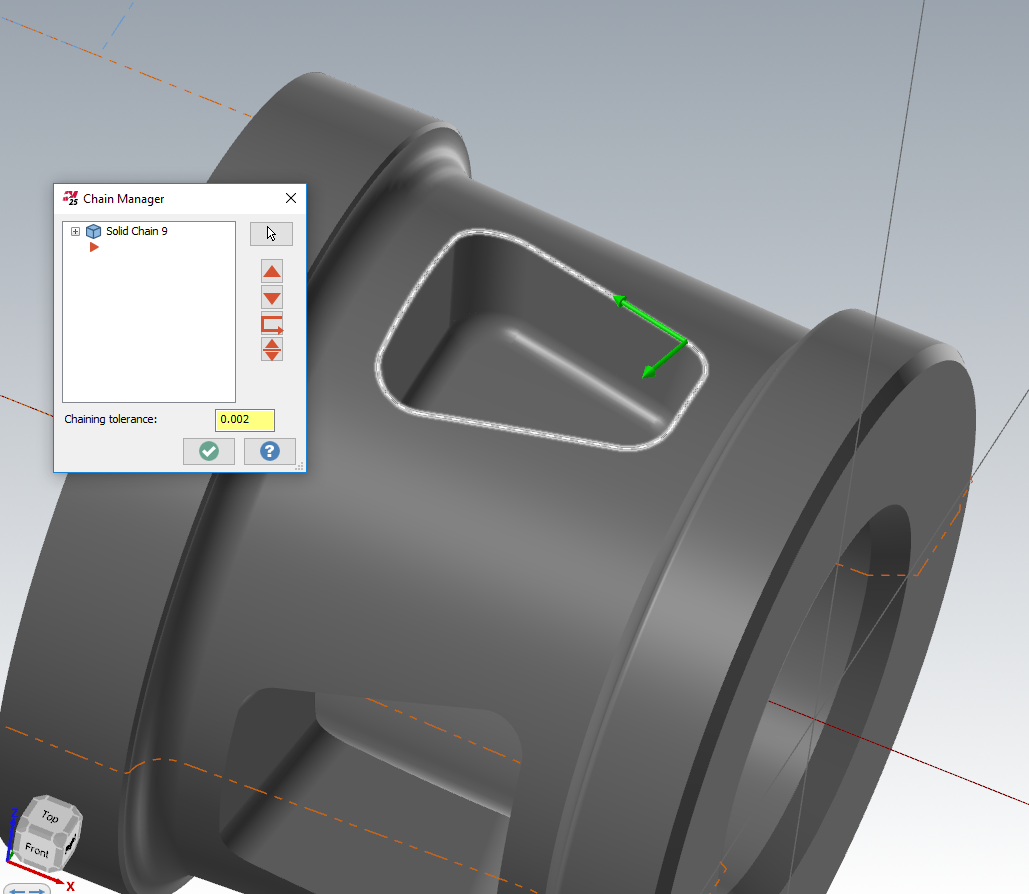 25 Chain Manager
Solid Chain 9
Chaining tolerance:
0.002
?
Top
Front
X